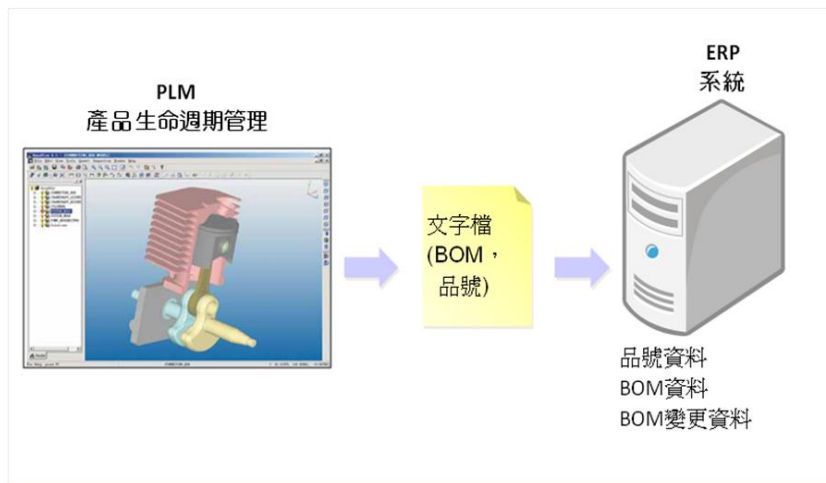 PLM
產品生命週期管理
文字檔
(BOM，
品號)
ERP
系統
品號資料
BOM資料
BOM變更資料